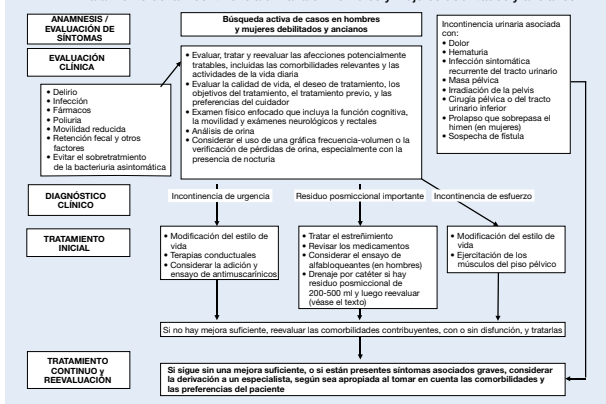 ANAMNESIS /
EVALUACIÓN DE
SÍNTOMAS
Búsqueda activa de casos en hombres
y mujeres debilitados y ancianos
Incontinencia urinaria asociada
con:
• Dolor
• Hematuria
• Infección sintomática
recurrente del tracto urinario
• Masa pélvica
• Irradiación de la pelvis
• Cirugía pélvica o del tracto
urinario inferior
• Prolapso que sobrepasa el
himen (en mujeres)
• Sospecha de fístula
EVALUACIÓN
CLÍNICA
• Evaluar, tratar y reevaluar las afecciones potencialmente
tratables, incluidas las comorbilidades relevantes y las
actividades de la vida diaria
• Evaluar la calidad de vida, el deseo de tratamiento, los
objetivos del tratamiento, el tratamiento previo, y las
preferencias del cuidador
• Examen físico enfocado que incluya la función cognitiva,
la movilidad y exámenes neurológicos y rectales
• Análisis de orina
• Considerar el uso de una gráfica frecuencia-volumen o la
verificación de pérdidas de orina, especialmente con la
presencia de nocturia
• Delirio
• Infección
• Fármacos
• Poliuria
• Movilidad reducida
• Retención fecal y otros
factores
• Evitar el sobretratamiento
de la bacteriuria asintomática
DIAGNÓSTICO
CLÍNICO
Incontinencia de urgencia
Residuo posmiccional importante
Incontinencia de esfuerzo
TRATAMIENTO
INICIAL
• Modificación del estilo de
vida
• Terapias conductuales
• Considerar la adición y
ensayo de antimuscarínicos
• Tratar el estreñimiento
• Revisar los medicamentos
• Considerar el ensayo de
alfabloqueantes (en hombres)
• Drenaje por catéter si hay
residuo posmiccional de
200-500 ml y luego reevaluar
(véase el texto)
• Modificación del estilo de
vida
• Ejercitación de los
músculos del piso pélvico
Si no hay mejora suficiente, reevaluar las comorbilidades contribuyentes, con o sin disfunción, y tratarlas
TRATAMIENTO
CONTINUO y
REEVALUACIÓN
Si sigue sin una mejora suficiente, o si están presentes síntomas asociados graves, considerar
la derivación a un especialista, según sea apropiada al tomar en cuenta las comorbilidades y
las preferencias del paciente